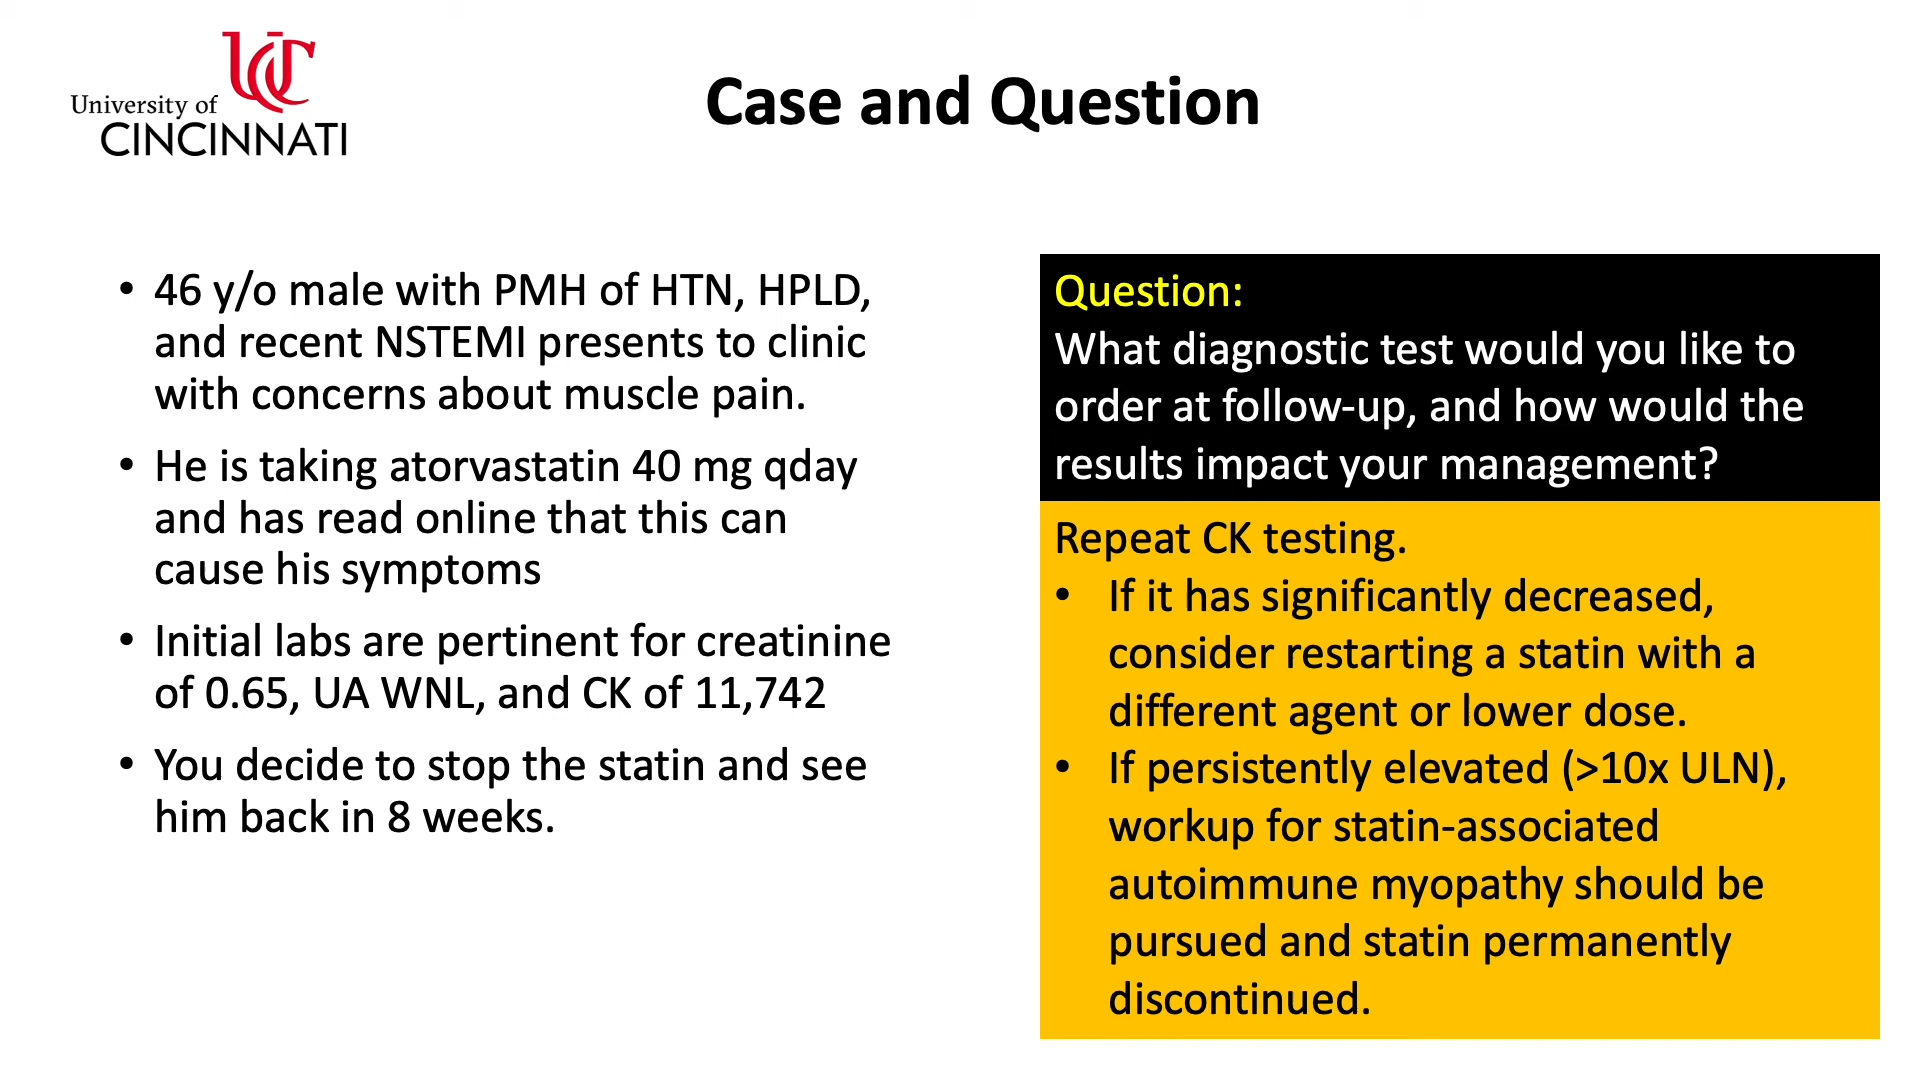 University of
CINCINNATI
Case and Question
• 46 y/o male with PMH of HTN, HPLD,
and recent NSTEMI presents to clinic
with concerns about muscle pain.
• He is taking atorvastatin 40 mg qday
and has read online that this can
cause his symptoms
• Initial labs are pertinent for creatinine
of 0.65, UA WNL, and CK of 11,742
• You decide to stop the statin and see
him back in 8 weeks.
Question:
What diagnostic test would you like to
order at follow-up, and how would the
results impact your management?
Repeat CK testing.
• If it has significantly decreased,
consider restarting a statin with a
different agent or lower dose.
• If persistently elevated (>10x ULN),
workup for statin-associated
autoimmune myopathy should be
pursued and statin permanently
discontinued.